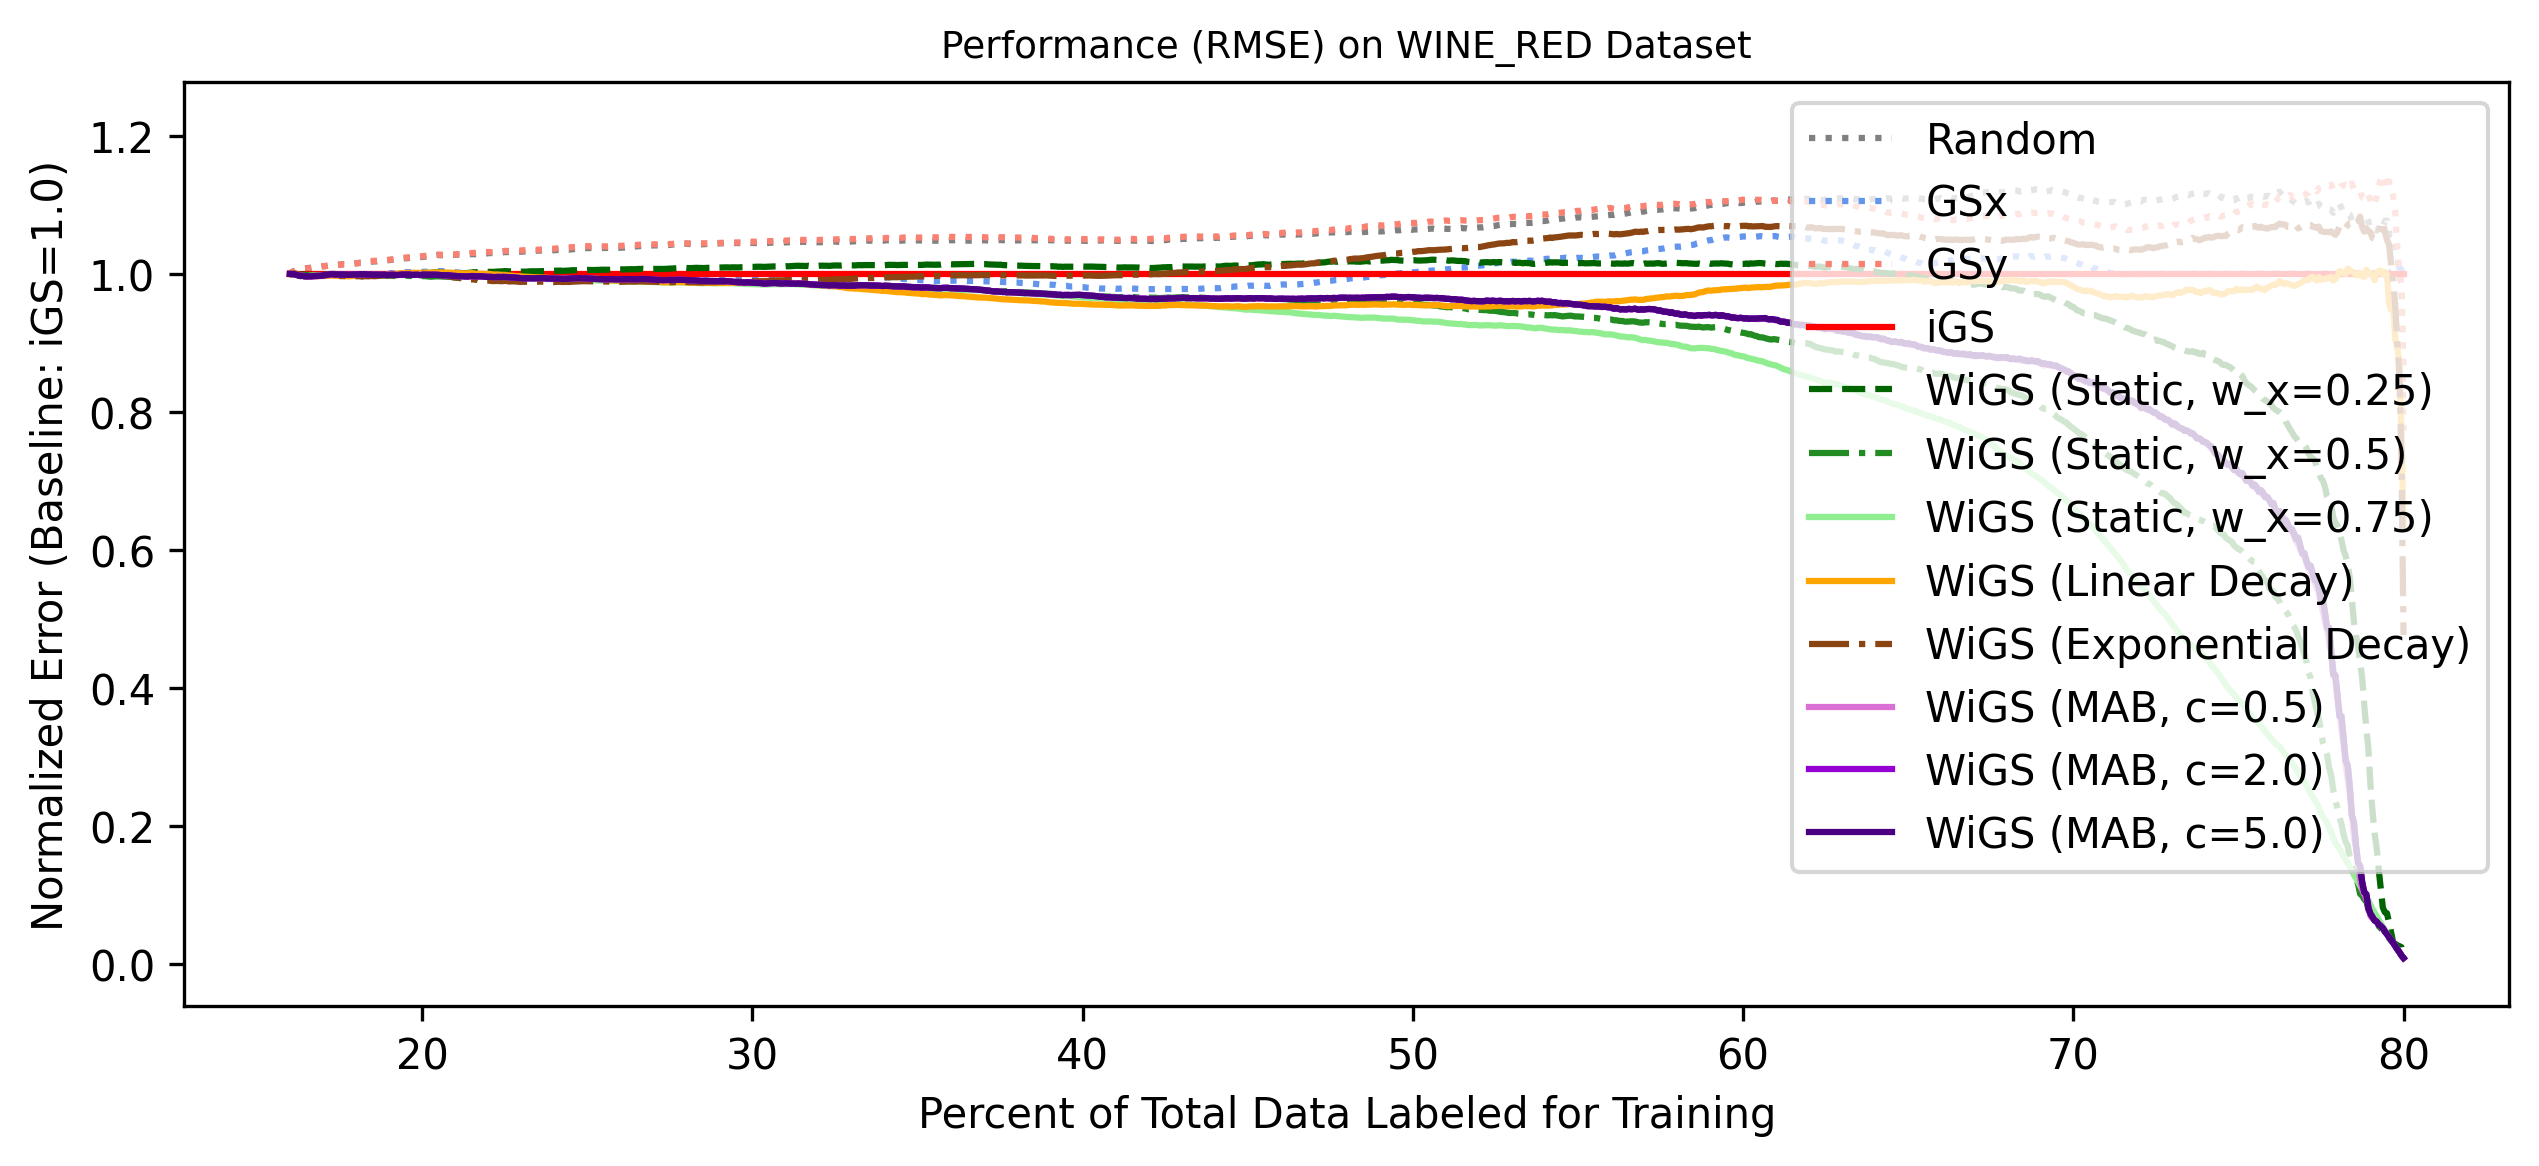 Performance (RMSE) on WINE_RED Dataset
Normalized Error (Baseline: iGS=1.0)
1.2
1.0
0.8
0.6
0.4
0.2
0.0
Random
GSx
GSy
iGS
WiGS (Static, w_x=0.25)
WiGS (Static, w_x=0.5)
WiGS (Static, w_x=0.75)
WiGS (Linear Decay)
WiGS (Exponential Decay)
WiGS (MAB, c=0.5)
WiGS (MAB, c=2.0)
WiGS (MAB, c=5.0)
20 30 40 50 60 70 80
Percent of Total Data Labeled for Training